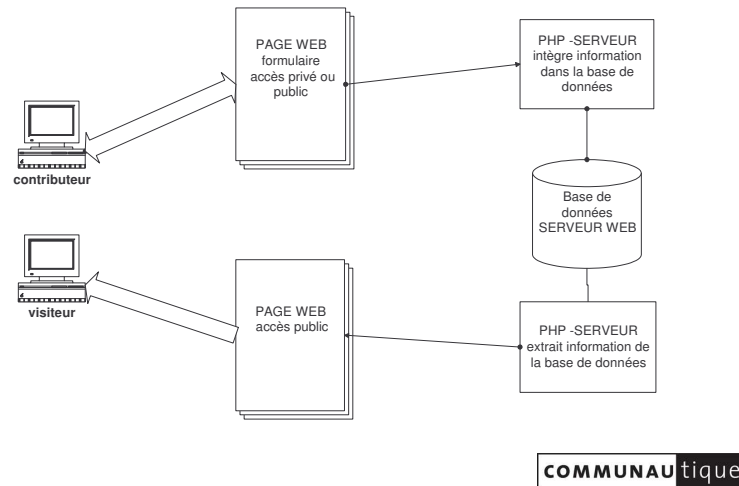 PAGE WEB
formulaire
accès privé ou
public
PHP -SERVEUR
intègre information
dans la base de
données
contributeur
Base de
données
SERVEUR WEB
visiteur
PAGE WEB
accès public
PHP -SERVEUR
extrait information de
la base de données
COMMUNAUtique